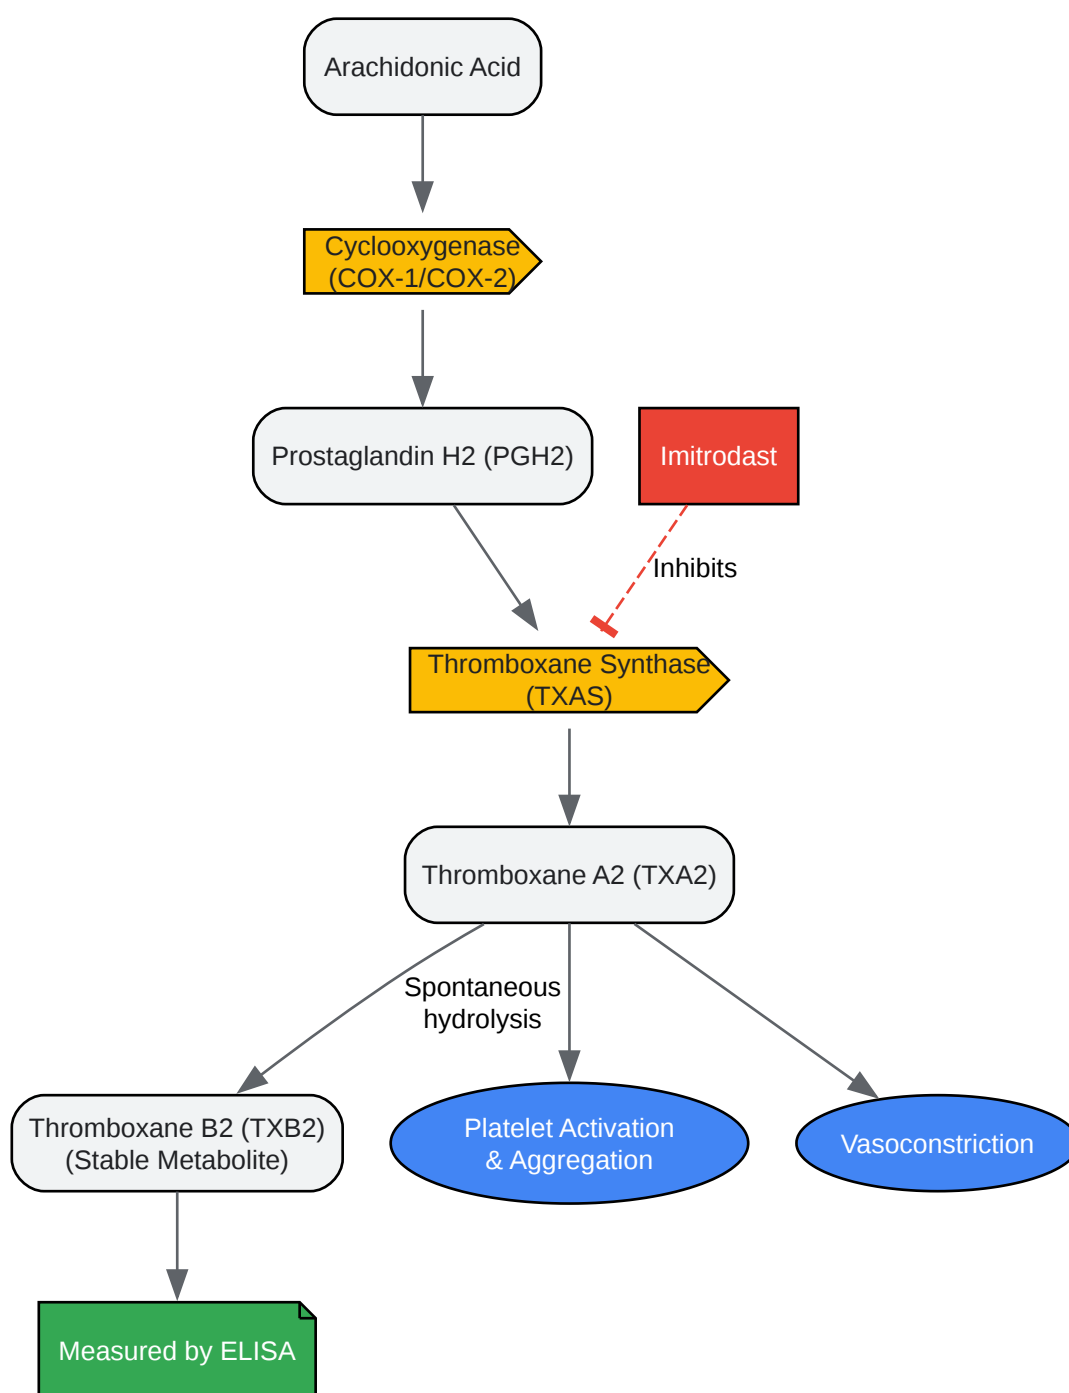 Arachidonic Acid
Cyclooxygenase
(COX-1/COX-2)
Prostaglandin H2 (PGH2)
Imitrodast
Inhibits
Thromboxane Synthase
(TXAS)
Thromboxane A2 (TXA2)
Spontaneous
hydrolysis
Thromboxane B2 (TXB2)
(Stable Metabolite)
Platelet Activation
& Aggregation
Vasoconstriction
Measured by ELISA